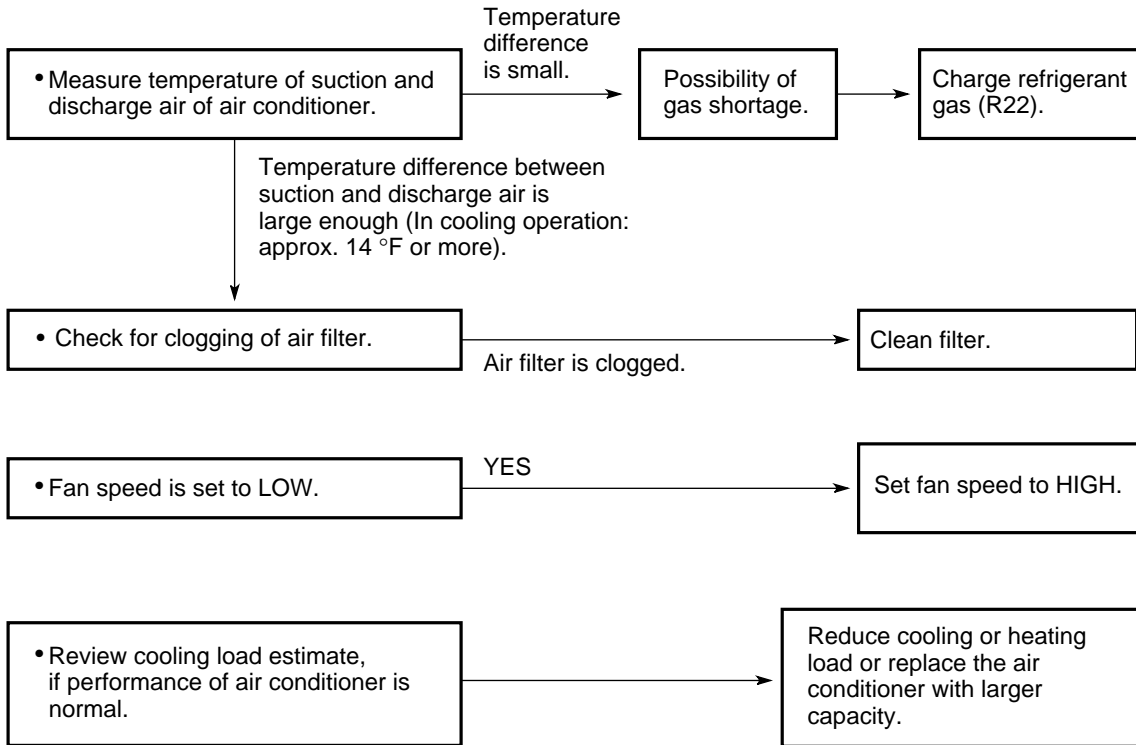 Temperature
difference
is small.
• Measure temperature of suction and
discharge air of air conditioner.
Possibility of
gas shortage.
Charge refrigerant
gas (R22).
Temperature difference between
suction and discharge air is
large enough (In cooling operation:
approx. 14 °F or more).
• Check for clogging of air filter.
Air filter is clogged.
Clean filter.
• Fan speed is set to LOW.
YES
Set fan speed to HIGH.
• Review cooling load estimate,
if performance of air conditioner is
normal.
Reduce cooling or heating
load or replace the air
conditioner with larger
capacity.